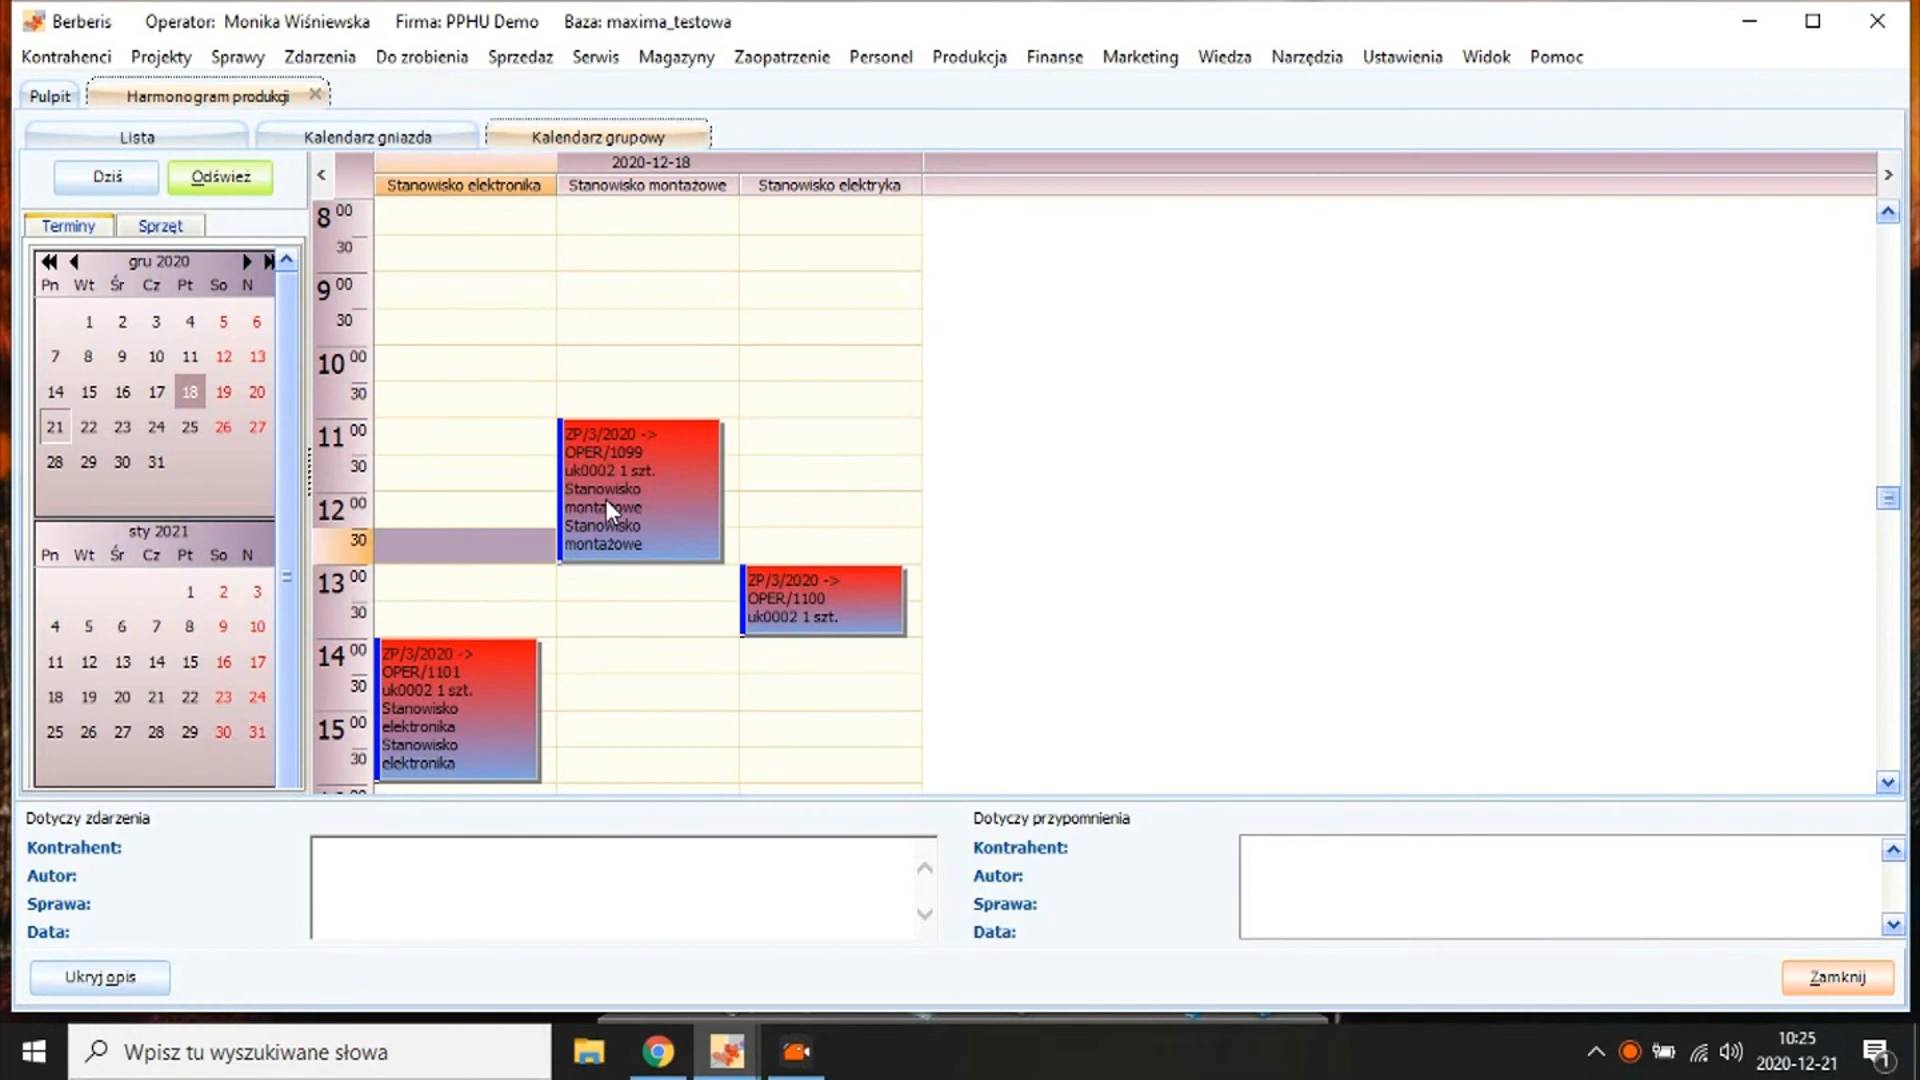 Berberis Operator: Monika Wiśniewska Firma: PPHU Demo Baza: maxima_testowa
Kontrahenci Projekty Sprawy Zdarzenia Do zrobienia Sprzedaż Serwis Magazyny Zaopatrzenie Personel Produkcja Finanse Marketing Wiedza Narzędzia Ustawienia Widok Pomoc
Pulpit Harmonogram produkcji
Lista Kalendarz gniazda Kalendarz grupowy
Dziś Odśwież
Terminy Sprzęt
gru 2020
Pn Wt Śr Cz Pt So N
1 2 3 4 5 6
7 8 9 10 11 12 13
14 15 16 17 18 19 20
21 22 23 24 25 26 27
28 29 30 31
sty 2021
Pn Wt Śr Cz Pt So N
1 2 3
4 5 6 7 8 9 10
11 12 13 14 15 16 17
18 19 20 21 22 23 24
25 26 27 28 29 30 31
2020-12-18
Stanowisko elektronika Stanowisko montażowe Stanowisko elektryka
8 00
30
9 00
30
10 00
30
11 00
30
12 00
30
13 00
30
14 00
30
15 00
30
ZP/3/2020 ->
OPER/1099
uk0002 1 szt.
Stanowisko
montażowe
Stanowisko
montażowe
ZP/3/2020 ->
OPER/1100
uk0002 1 szt.
ZP/3/2020 ->
OPER/1101
uk0002 1 szt.
Stanowisko
elektronika
Stanowisko
elektronika
Dotyczy zdarzenia
Kontrahent:
Autor:
Sprawa:
Data:
Dotyczy przypomnienia
Kontrahent:
Autor:
Sprawa:
Data:
Ukryj opis
Zamknij
Wpisz tu wyszukiwane słowa
10:25
2020-12-21
1